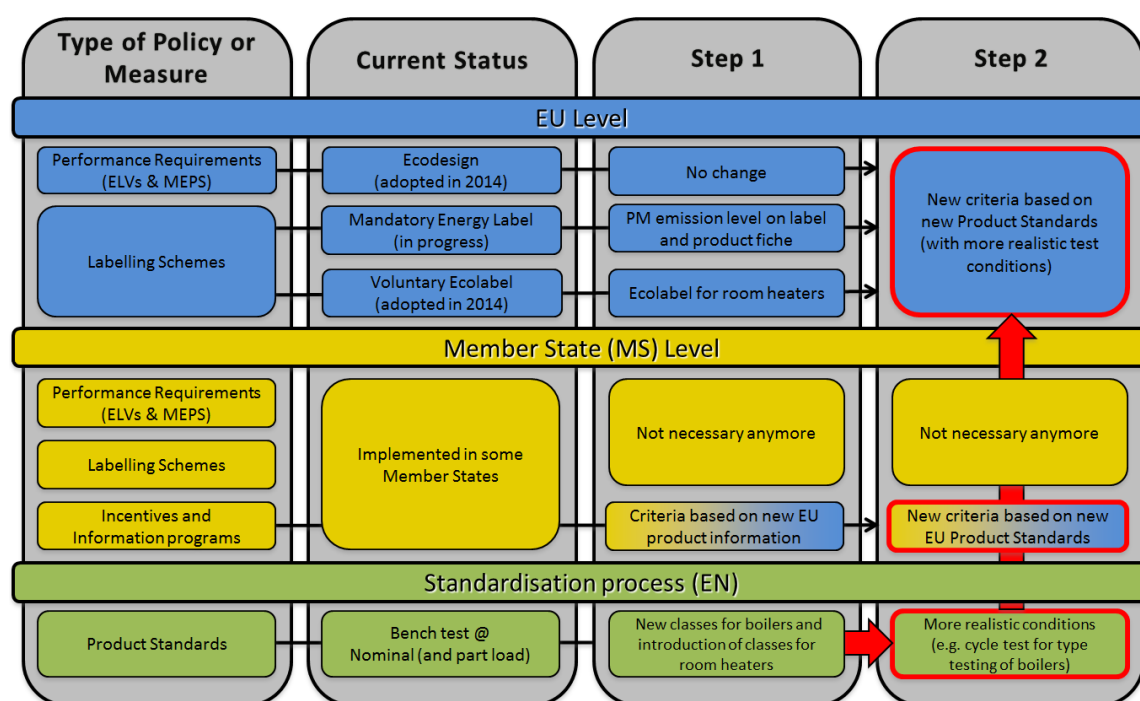 Type of Policy or
Measure
Current Status
Step 1
Step 2
EU Level
Performance Requirements
(ELVs & MEPS)
Ecodesign
(adopted in 2014)
No change
New criteria based on
new Product Standards
(with more realistic test
conditions)
Labelling Schemes
Mandatory Energy Label
(in progress)
PM emission level on label
and product fiche
Voluntary Ecolabel
(adopted in 2014)
Ecolabel for room heaters
Member State (MS) Level
Performance Requirements
(ELVs & MEPS)
Labelling Schemes
Incentives and
Information programs
Implemented in some
Member States
Not necessary anymore
Not necessary anymore
Criteria based on new EU
product information
New criteria based on new
EU Product Standards
Standardisation process (EN)
Product Standards
Bench test @
Nominal (and part load)
New classes for boilers and
introduction of classes for
room heaters
More realistic conditions
(e.g. cycle test for type
testing of boilers)